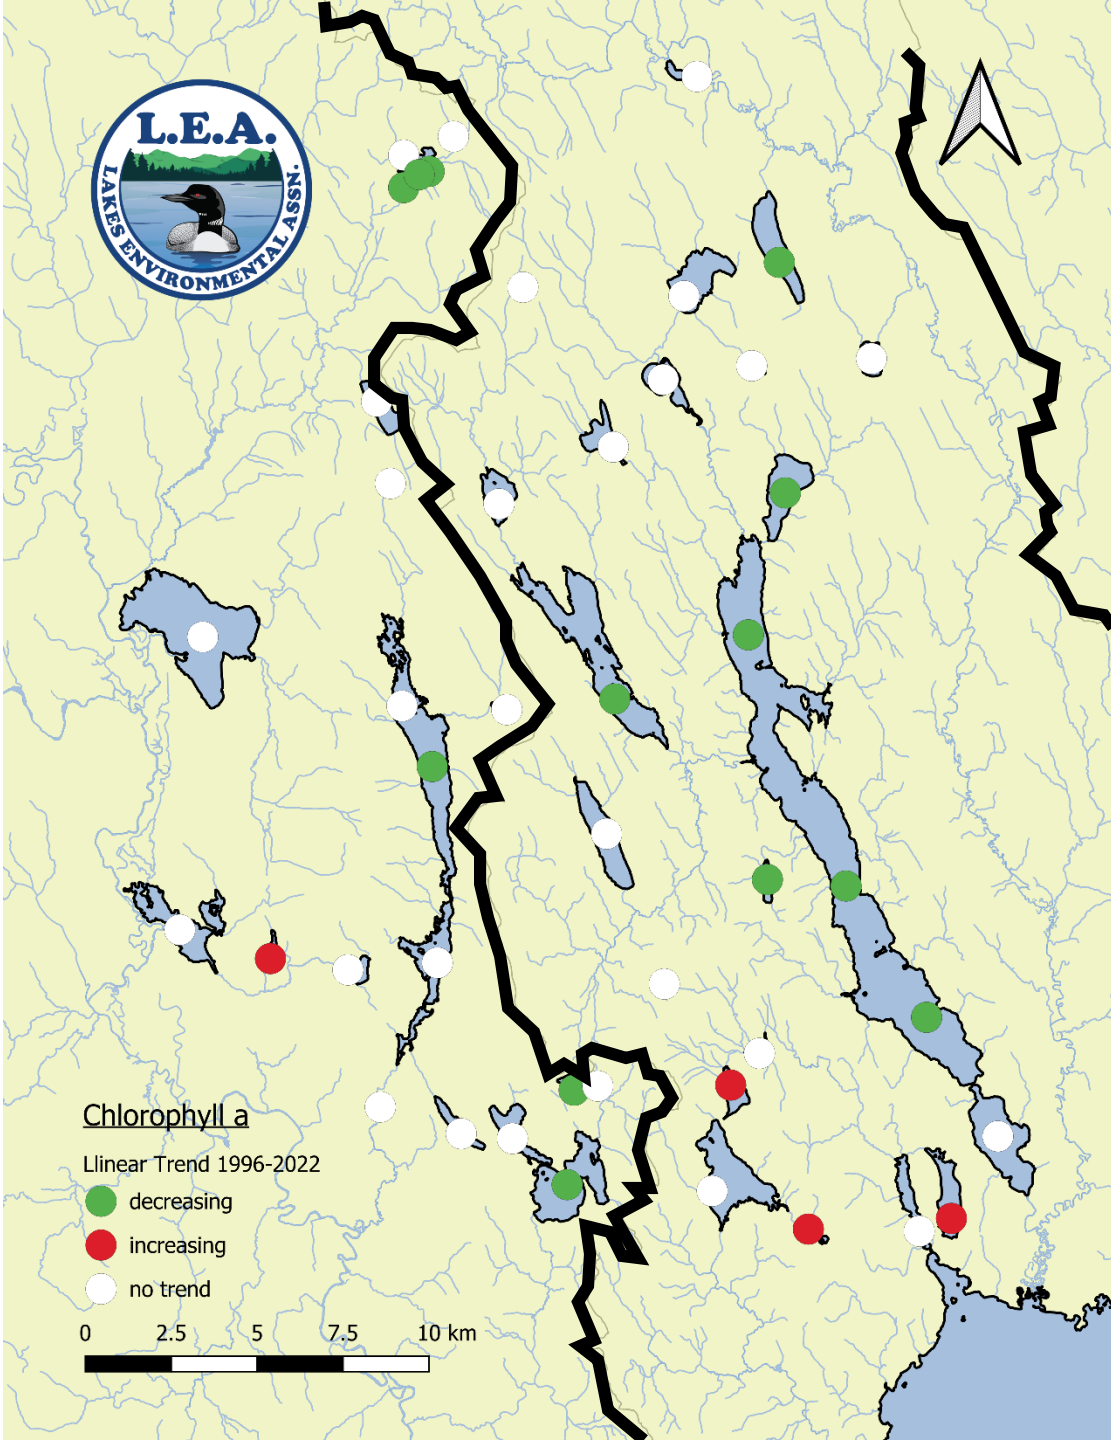 L.E.A.
LAKES ENVIRONMENTAL ASSN.
Chlorophyll a
Llinear Trend 1996-2022
decreasing
increasing
no trend
0 2.5 5 7.5 10 km